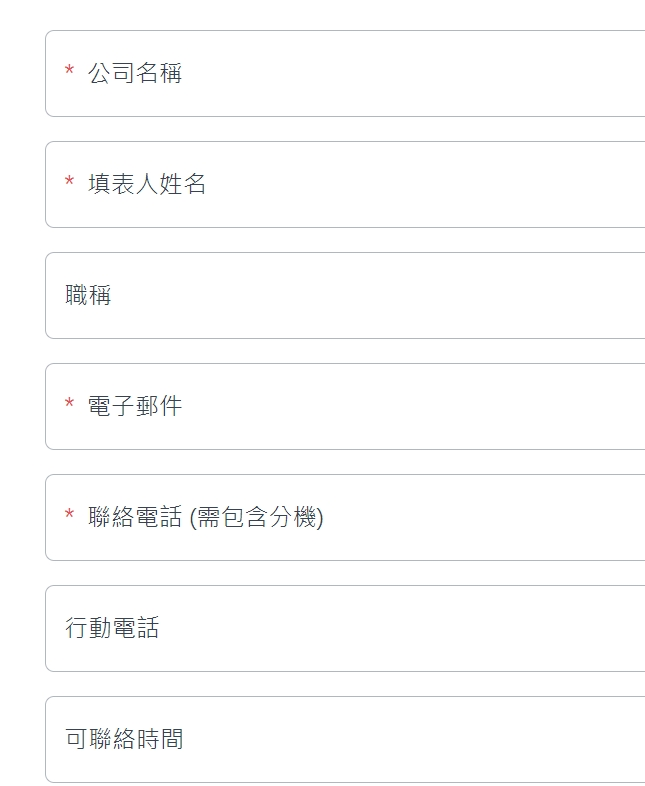 * 公司名稱
* 填表人姓名
職稱
* 電子郵件
* 聯絡電話 (需包含分機)
行動電話
可聯絡時間